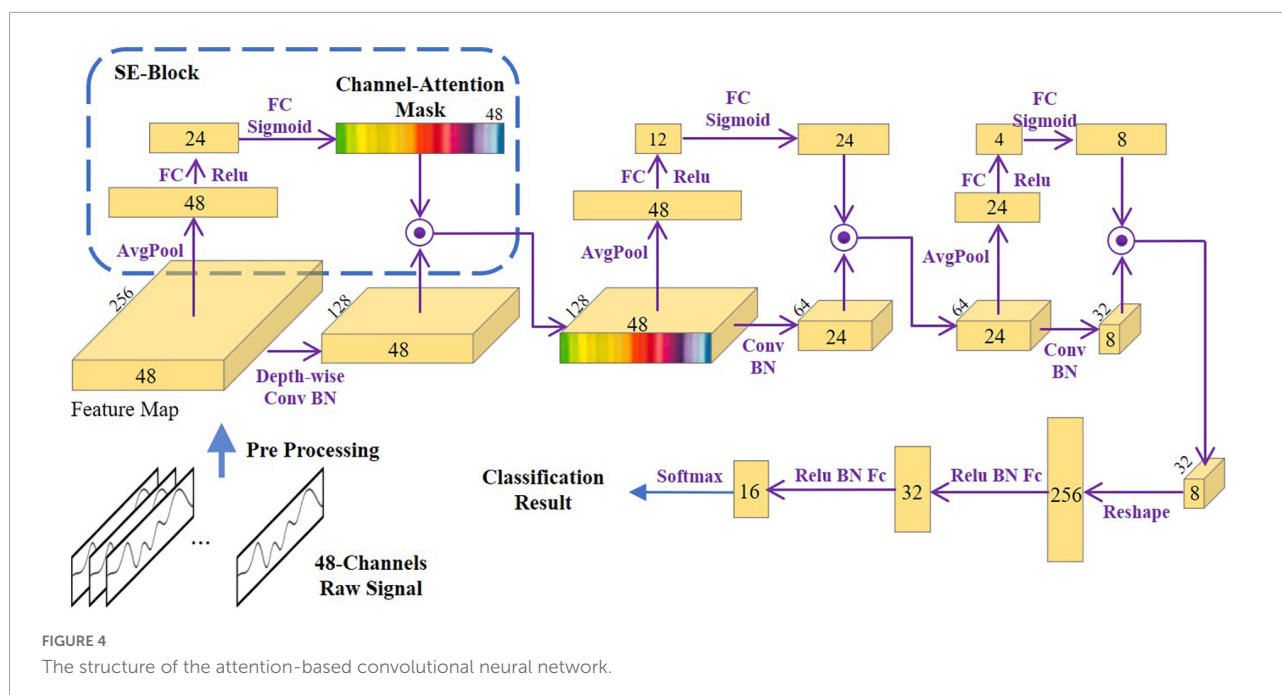 SE-Block
Channel-Attention
Mask
48
FC
Sigmoid
24
FC Relu
48
AvgPool
256
48
Feature Map
Depth-wise
Conv BN
128
48
FC
Sigmoid
12
24
FC Relu
48
AvgPool
128
48
Conv
BN
64
24
FC
Sigmoid
4
8
FC Relu
24
AvgPool
64
24
Conv
BN
32
8
Pre Processing
48-Channels
Raw Signal
...
Classification
Result
Softmax
16
Relu BN Fc
32
Relu BN Fc
256
Reshape
32
8
FIGURE 4
The structure of the attention-based convolutional neural network.